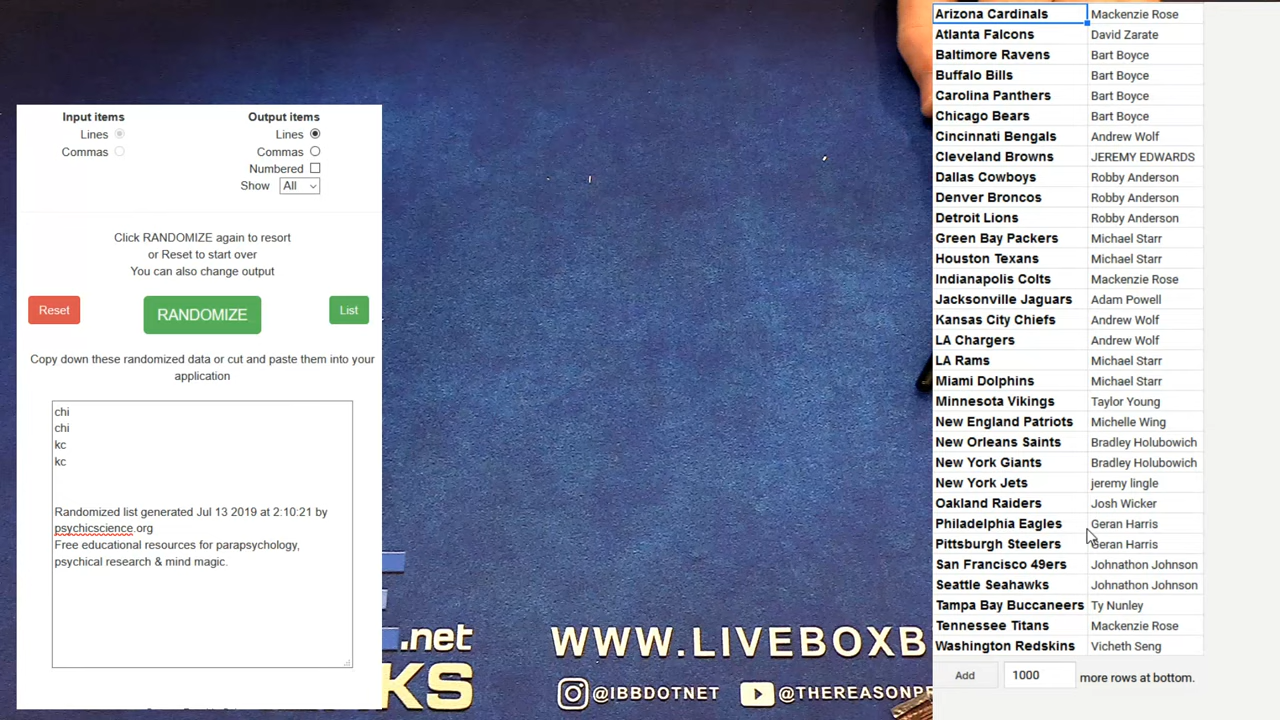 Input items
Output items
Lines
Lines
Commas
Commas
Numbered
Show All
Click RANDOMIZE again to resort
or Reset to start over
You can also change output
Reset
RANDOMIZE
List
Copy down these randomized data or cut and paste them into your
application
chi
chi
kc
kc
Randomized list generated Jul 13 2019 at 2:10:21 by
psychicscience.org
Free educational resources for parapsychology,
psychical research & mind magic.
Arizona Cardinals Mackenzie Rose
Atlanta Falcons David Zarate
Baltimore Ravens Bart Boyce
Buffalo Bills Bart Boyce
Carolina Panthers Bart Boyce
Chicago Bears Bart Boyce
Cincinnati Bengals Andrew Wolf
Cleveland Browns JEREMY EDWARDS
Dallas Cowboys Robby Anderson
Denver Broncos Robby Anderson
Detroit Lions Robby Anderson
Green Bay Packers Michael Starr
Houston Texans Michael Starr
Indianapolis Colts Mackenzie Rose
Jacksonville Jaguars Adam Powell
Kansas City Chiefs Andrew Wolf
LA Chargers Andrew Wolf
LA Rams Michael Starr
Miami Dolphins Michael Starr
Minnesota Vikings Taylor Young
New England Patriots Michelle Wing
New Orleans Saints Bradley Holubowich
New York Giants Bradley Holubowich
New York Jets jeremy lingle
Oakland Raiders Josh Wicker
Philadelphia Eagles Geran Harris
Pittsburgh Steelers Geran Harris
San Francisco 49ers Johnathon Johnson
Seattle Seahawks Johnathon Johnson
Tampa Bay Buccaneers Ty Nunley
Tennessee Titans Mackenzie Rose
Washington Redskins Vicheth Seng
Add 1000 more rows at bottom.
.net
KS
WWW.LIVEBOXB
@IBBDOTNET @THEREASONPR